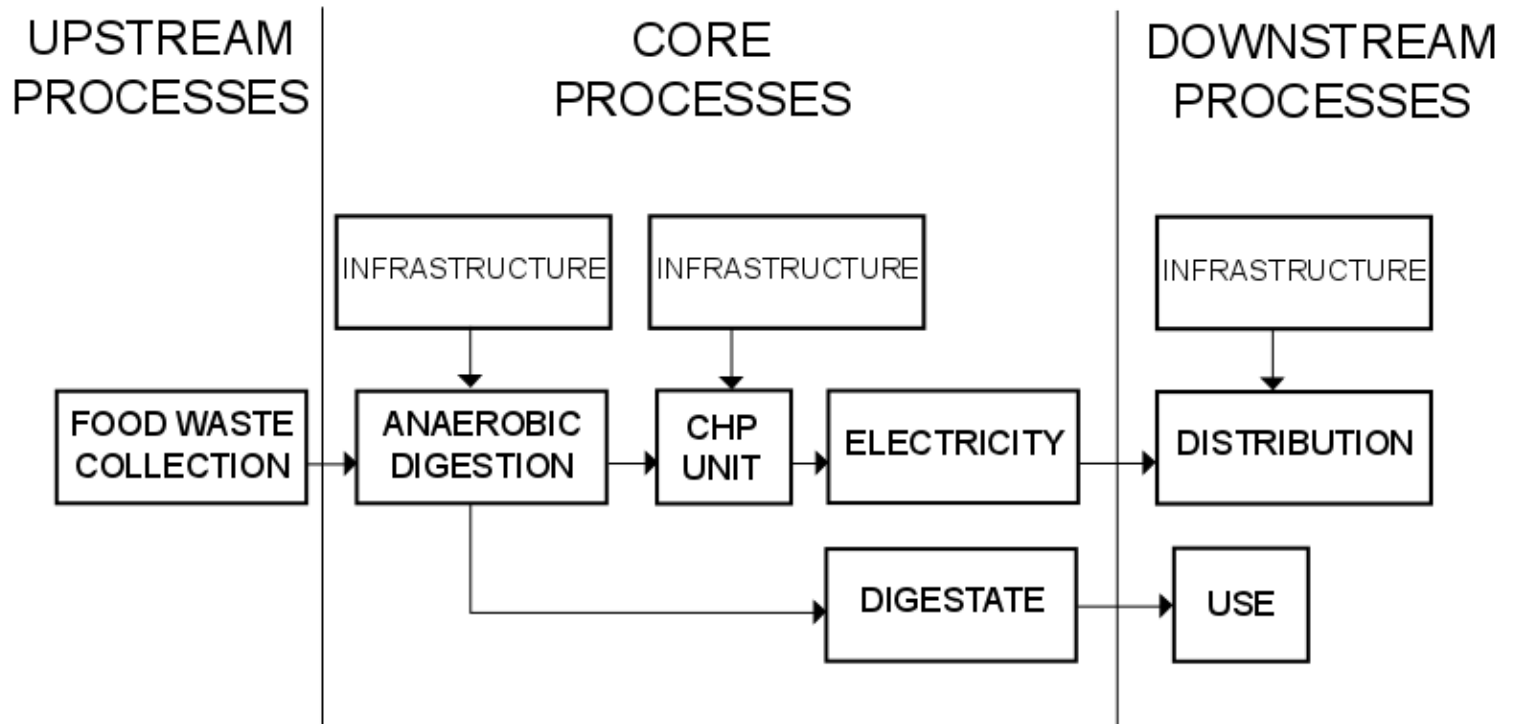 UPSTREAM
PROCESSES
CORE
PROCESSES
DOWNSTREAM
PROCESSES
INFRASTRUCTURE
INFRASTRUCTURE
INFRASTRUCTURE
FOOD WASTE
COLLECTION
ANAEROBIC
DIGESTION
CHP
UNIT
ELECTRICITY
DISTRIBUTION
DIGESTATE
USE